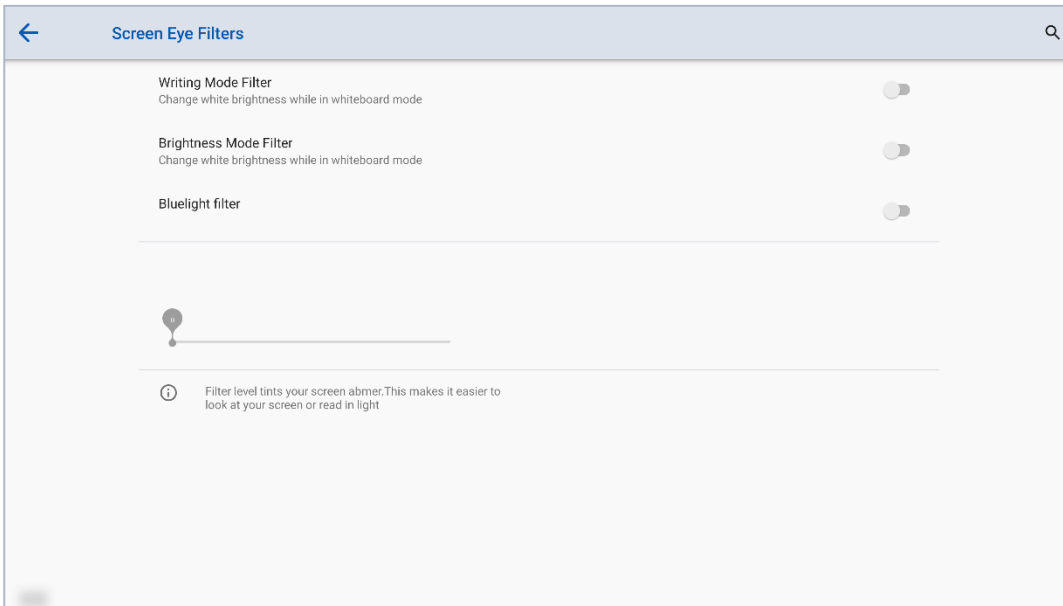 Screen Eye Filters
Writing Mode Filter
Change white brightness while in whiteboard mode
Brightness Mode Filter
Change white brightness while in whiteboard mode
Bluelight filter
0
Filter level tints your screen abmer.This makes it easier to
look at your screen or read in light